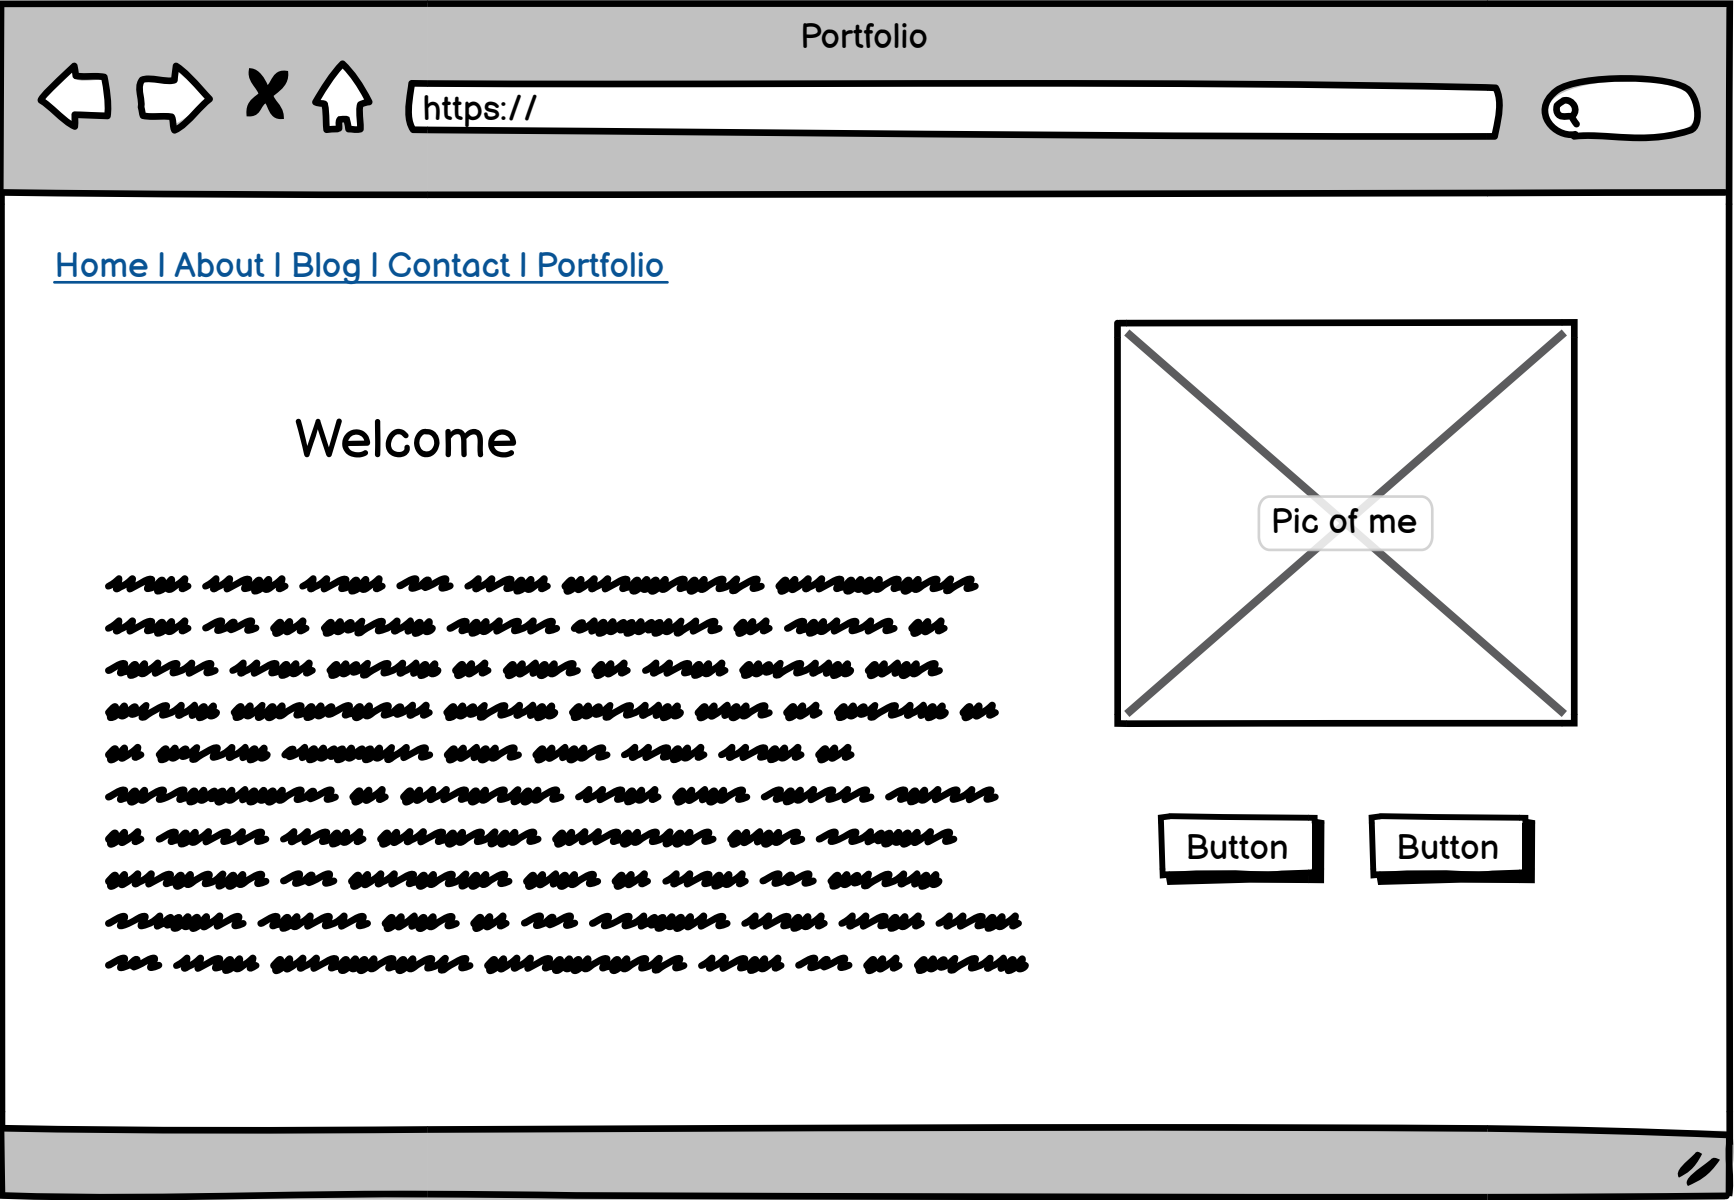 Portfolio
https://
Home | About | Blog | Contact | Portfolio
Welcome
Pic of me
Button Button